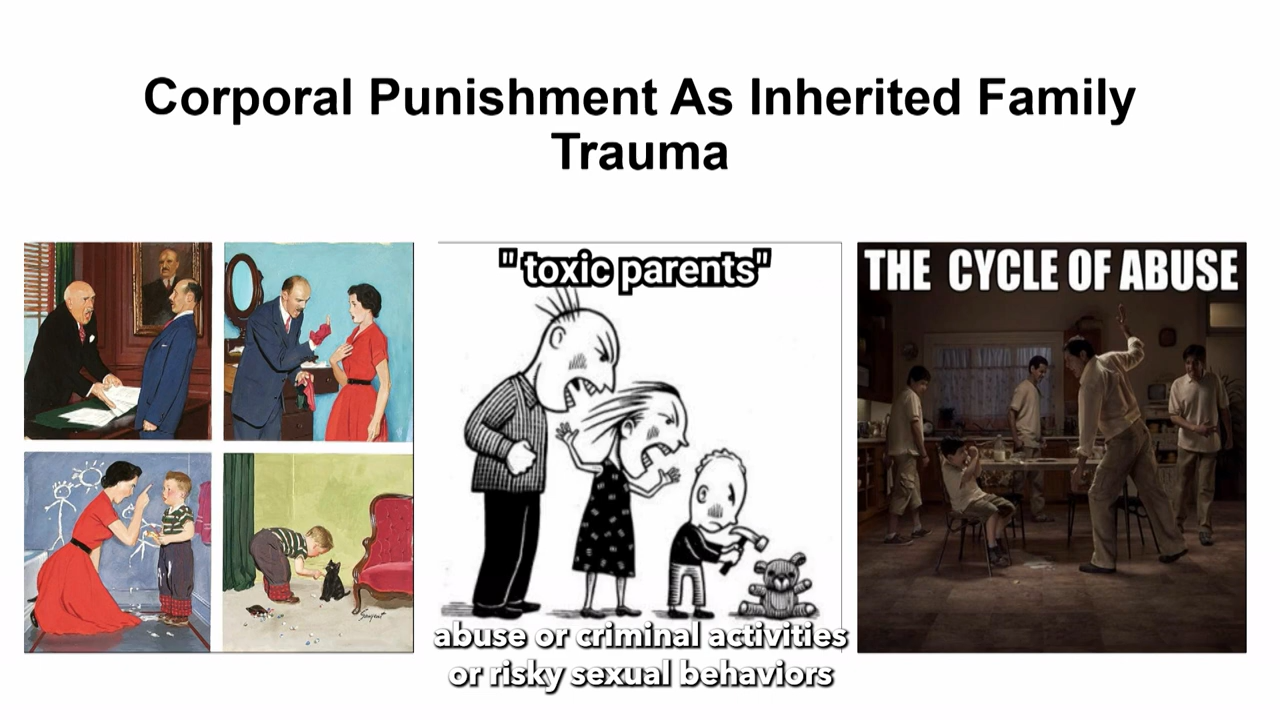 Corporal Punishment As Inherited Family
Trauma
"toxic parents"
THE CYCLE OF ABUSE
Sargent
abuse or criminal activities
or risky sexual behaviors